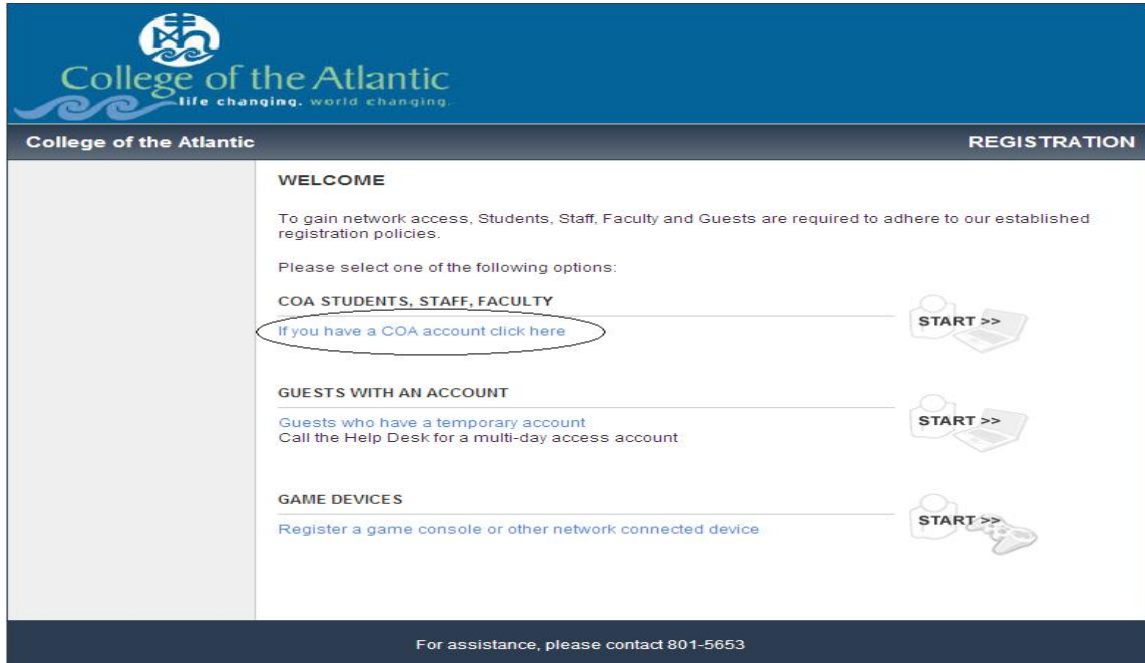 College of the Atlantic
life changing. world changing.
College of the Atlantic
REGISTRATION
WELCOME
To gain network access, Students, Staff, Faculty and Guests are required to adhere to our established
registration policies.
Please select one of the following options:
COA STUDENTS, STAFF, FACULTY
If you have a COA account click here
START >>
GUESTS WITH AN ACCOUNT
Guests who have a temporary account
Call the Help Desk for a multi-day access account
START >>
GAME DEVICES
Register a game console or other network connected device
START >>
For assistance, please contact 801-5653